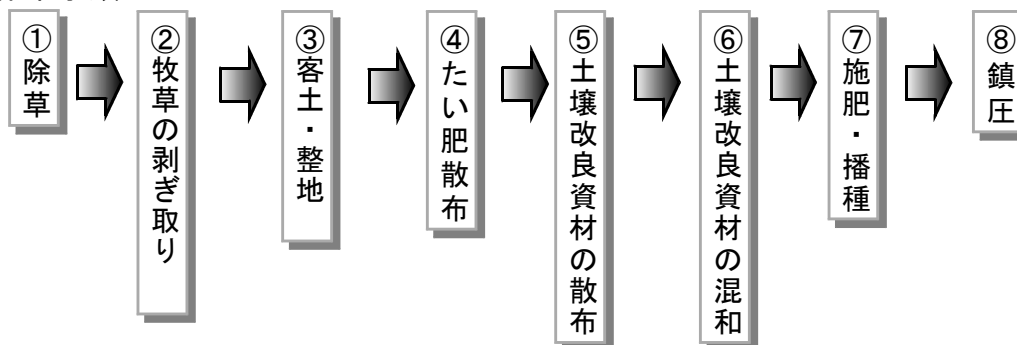 ①除草
②牧草の剥ぎ取り
③客土・整地
④たい肥散布
⑤土壌改良資材の散布
⑥土壌改良資材の混和
⑦施肥・播種
⑧鎮圧